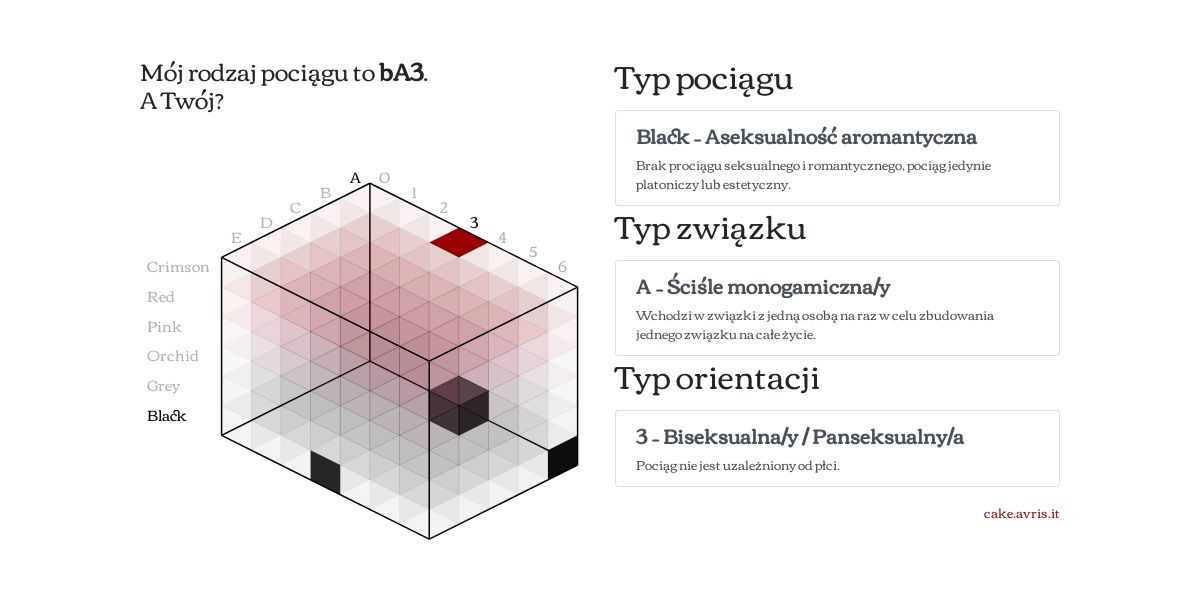 Mój rodzaj pociągu to bA3.
A Twój?
A
O
B
1
C
2
D
3
E
4
5
6
Crimson
Red
Pink
Orchid
Grey
Black
Typ pociągu
Black - Aseksualność aromantyczna
Brak prociągu seksualnego i romantycznego, pociąg jedynie
platoniczy lub estetyczny.
Typ związku
A - Ściśle monogamiczna/y
Wchodzi w związki z jedną osobą na raz w celu zbudowania
jednego związku na całe życie.
Typ orientacji
3 - Biseksualna/y / Panseksualny/a
Pociąg nie jest uzależniony od płci.
cake.avris.it